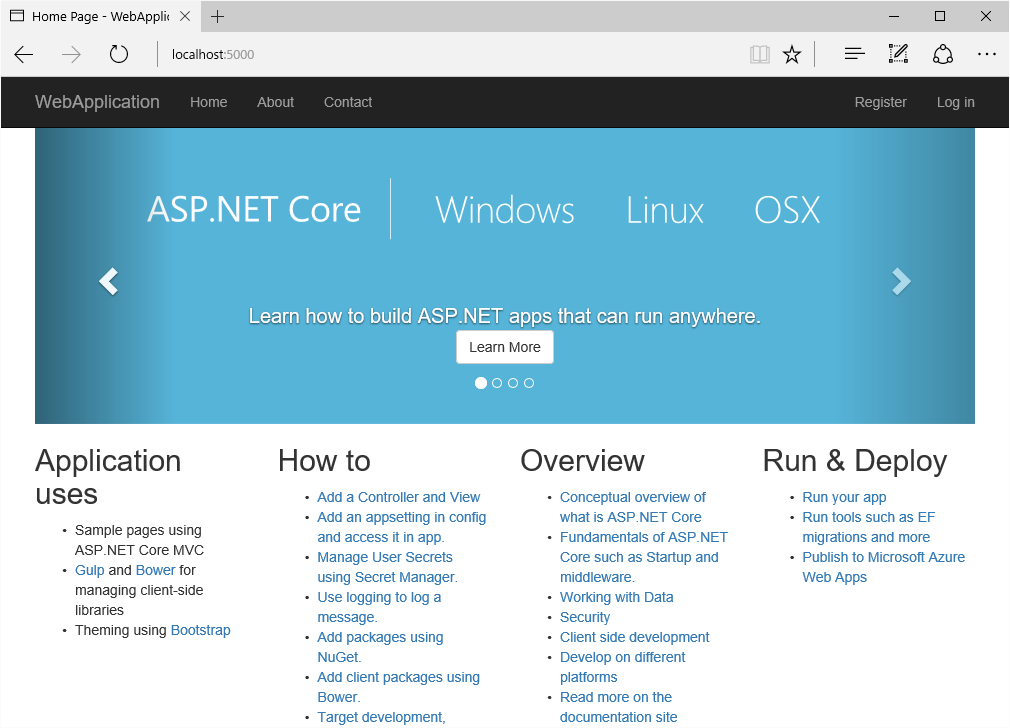 Home Page - WebApplic
localhost:5000
WebApplication Home About Contact Register Log in
ASP.NET Core Windows Linux OSX
Learn how to build ASP.NET apps that can run anywhere.
Learn More
Application
uses
Sample pages using
ASP.NET Core MVC
Gulp and Bower for
managing client-side
libraries
Theming using Bootstrap
How to
Add a Controller and View
Add an appsetting in config
and access it in app.
Manage User Secrets
using Secret Manager.
Use logging to log a
message.
Add packages using
NuGet.
Add client packages using
Bower.
Target development,
Overview
Conceptual overview of
what is ASP.NET Core
Fundamentals of ASP.NET
Core such as Startup and
middleware.
Working with Data
Security
Client side development
Develop on different
platforms
Read more on the
documentation site
Run & Deploy
Run your app
Run tools such as EF
migrations and more
Publish to Microsoft Azure
Web Apps